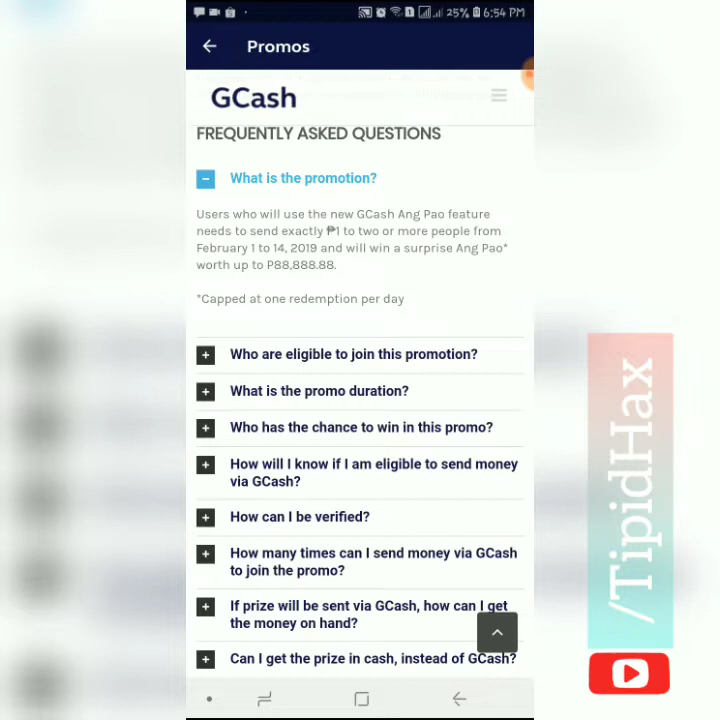 25% 6:54 PM
Promos
GCash
FREQUENTLY ASKED QUESTIONS
What is the promotion?
Users who will use the new GCash Ang Pao feature
needs to send exactly ₱1 to two or more people from
February 1 to 14, 2019 and will win a surprise Ang Pao*
worth up to P88,888.88.
*Capped at one redemption per day
Who are eligible to join this promotion?
What is the promo duration?
Who has the chance to win in this promo?
How will I know if I am eligible to send money
via GCash?
How can I be verified?
How many times can I send money via GCash
to join the promo?
If prize will be sent via GCash, how can I get
the money on hand?
Can I get the prize in cash, instead of GCash?
/TipidHax